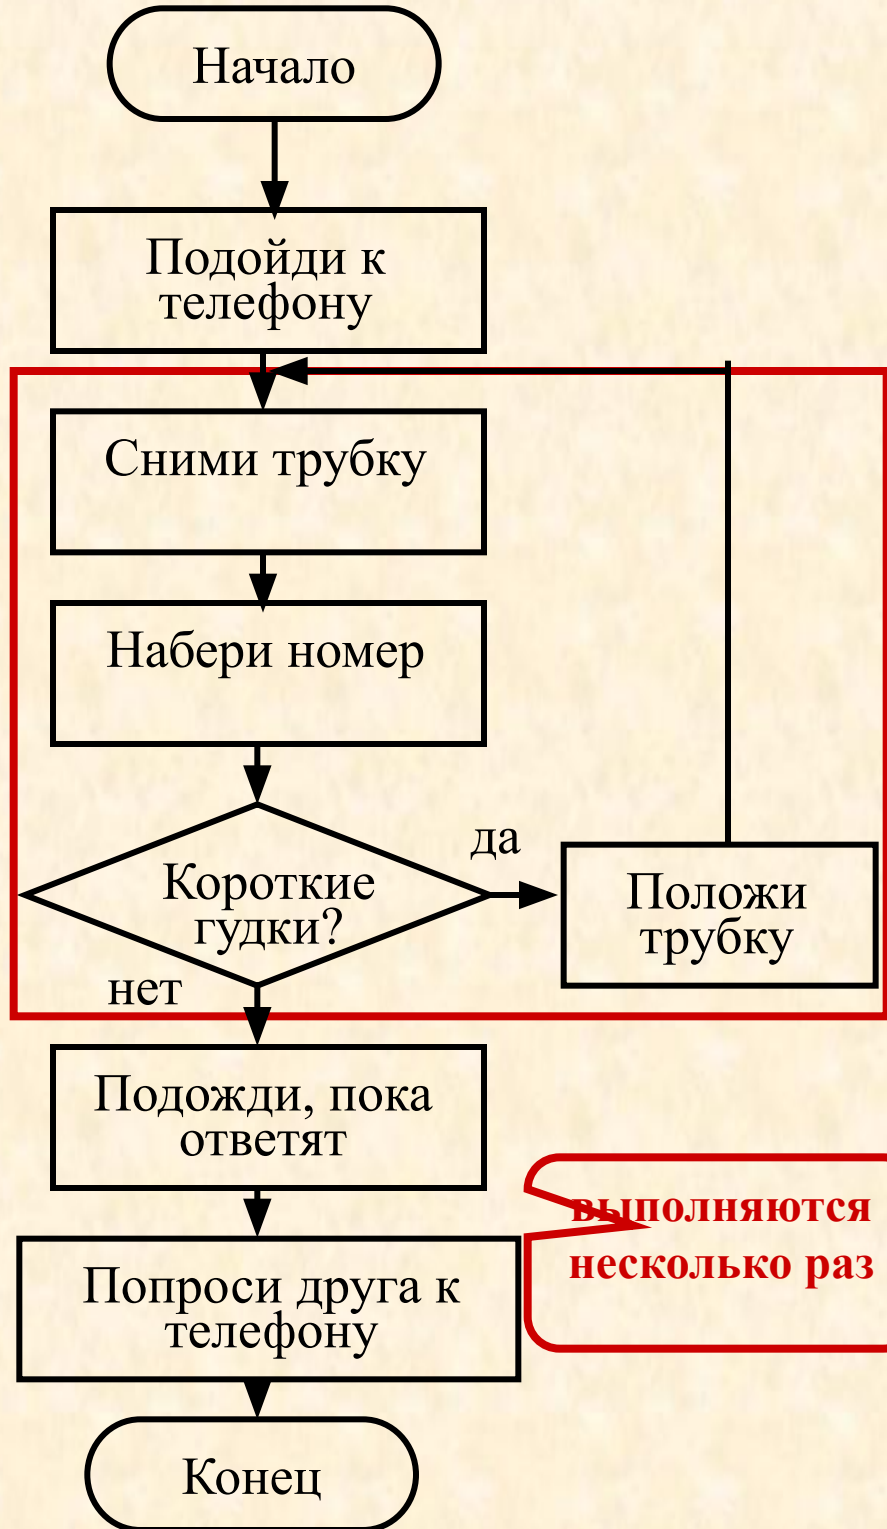 Начало
Подойди к
телефону
Сними трубку
Набери номер
да
Короткие
гудки?
Положи
трубку
нет
Подожди, пока
ответят
выполняются
несколько раз
Попроси друга к
телефону
Конец